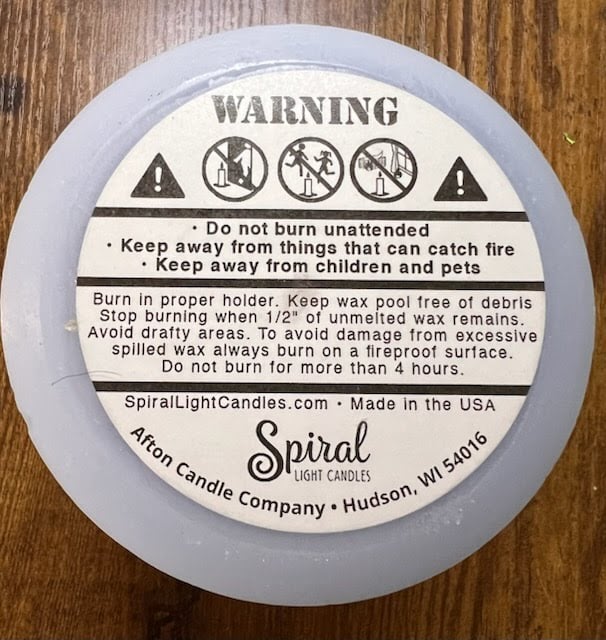 WARNING
· Do not burn unattended
· Keep away from things that can catch fire
· Keep away from children and pets
Burn in proper holder. Keep wax pool free of debris
Stop burning when 1/2" of unmelted wax remains.
Avoid drafty areas. To avoid damage from excessive
spilled wax always burn on a fireproof surface.
Do not burn for more than 4 hours.
SpiralLightCandles.com · Made in the USA
Spiral
LIGHT CANDLES
Afton Candle Company • Hudson, WI 54016